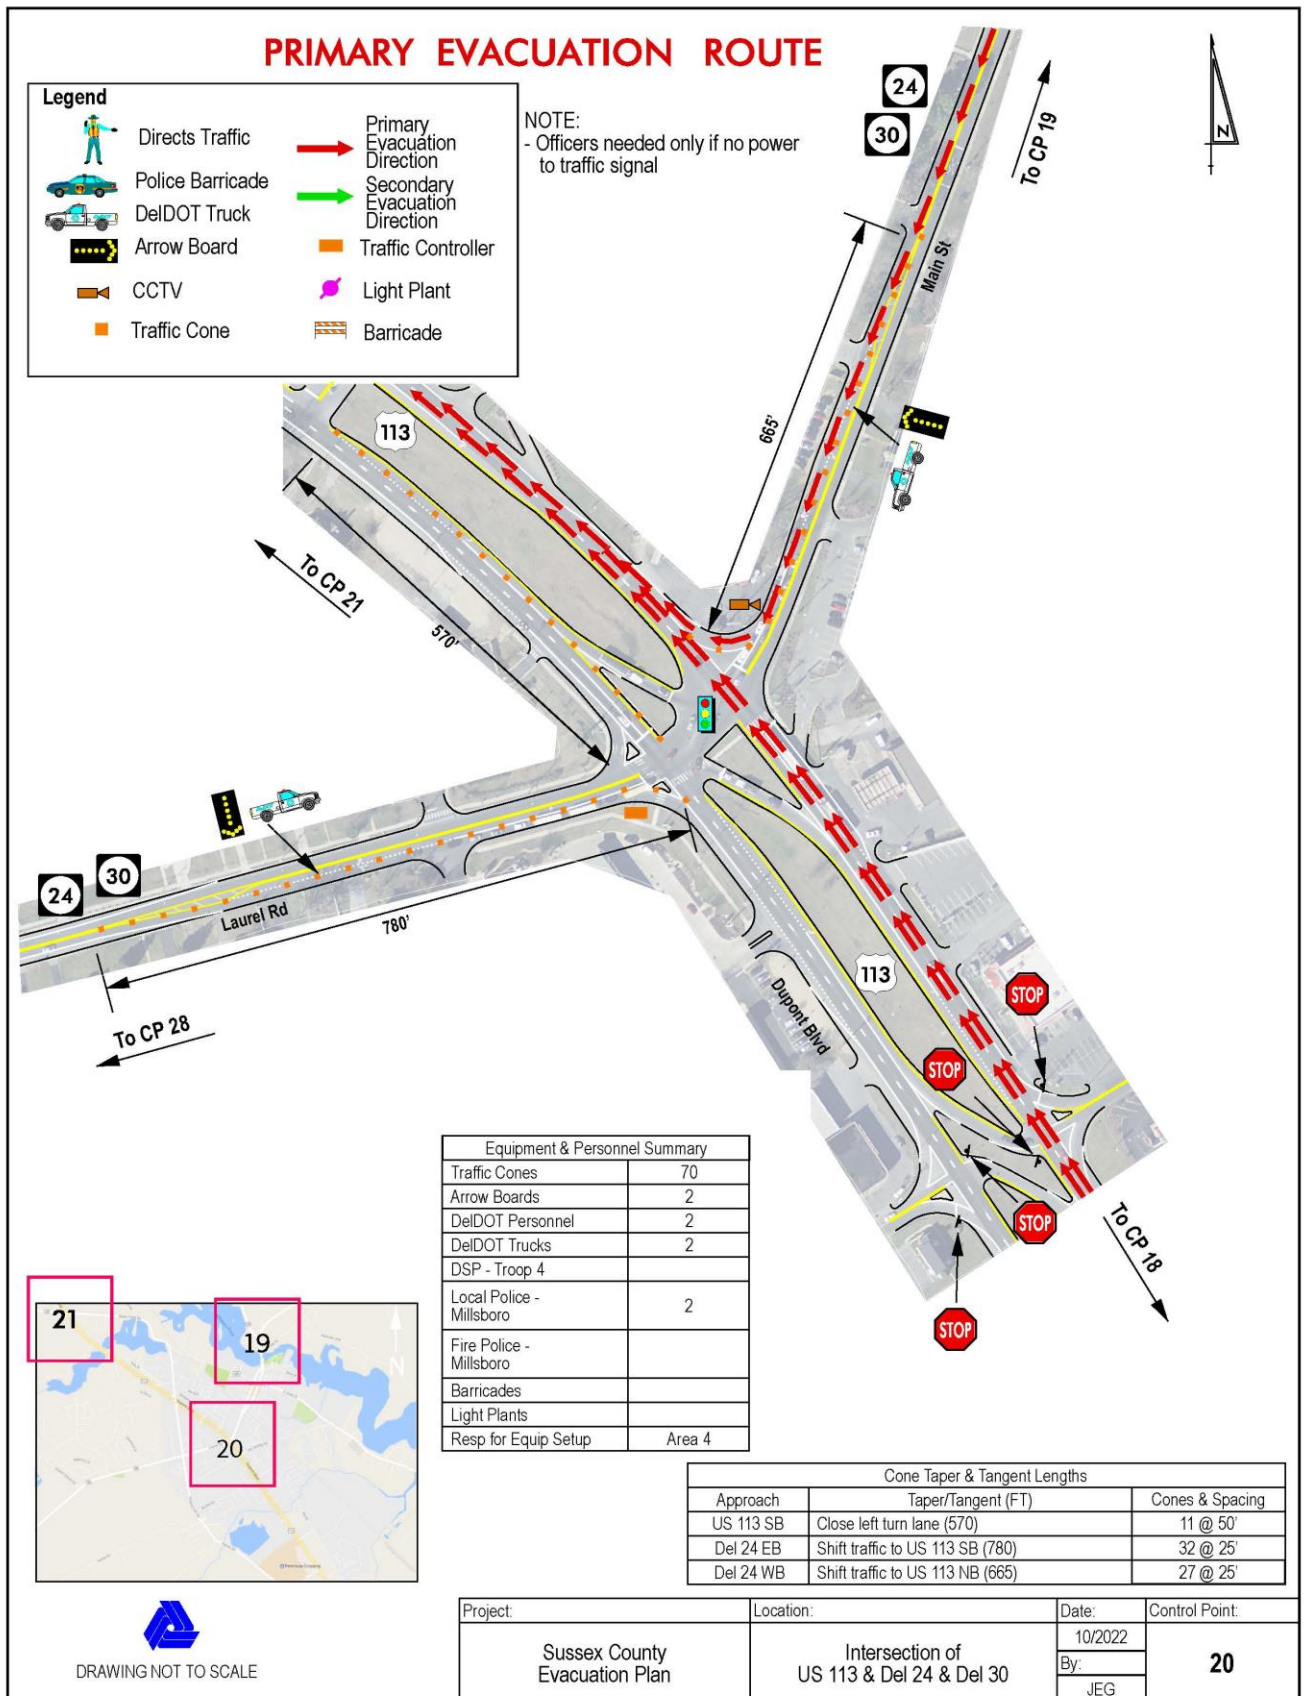 PRIMARY EVACUATION ROUTE
Legend
Directs Traffic
Police Barricade
DelDOT Truck
Arrow Board
CCTV
Traffic Cone
Primary
Evacuation
Direction
Secondary
Evacuation
Direction
Traffic Controller
Light Plant
Barricade
NOTE:
- Officers needed only if no power
to traffic signal
24
30
To CP 19
N
Main St
665'
113
To CP 21
570'
24
30
Laurel Rd
780'
To CP 28
113
Dupont Blvd
STOP
STOP
STOP
STOP
To CP 18
Equipment & Personnel Summary
Traffic Cones 70
Arrow Boards 2
DelDOT Personnel 2
DelDOT Trucks 2
DSP - Troop 4
Local Police -
Millsboro 2
Fire Police -
Millsboro
Barricades
Light Plants
Resp for Equip Setup Area 4
21
19
20
N
Cone Taper & Tangent Lengths
Approach Taper/Tangent (FT) Cones & Spacing
US 113 SB Close left turn lane (570) 11 @ 50'
Del 24 EB Shift traffic to US 113 SB (780) 32 @ 25'
Del 24 WB Shift traffic to US 113 NB (665) 27 @ 25'
DRAWING NOT TO SCALE
Project:
Sussex County
Evacuation Plan
Location:
Intersection of
US 113 & Del 24 & Del 30
Date:
10/2022
By:
JEG
Control Point:
20